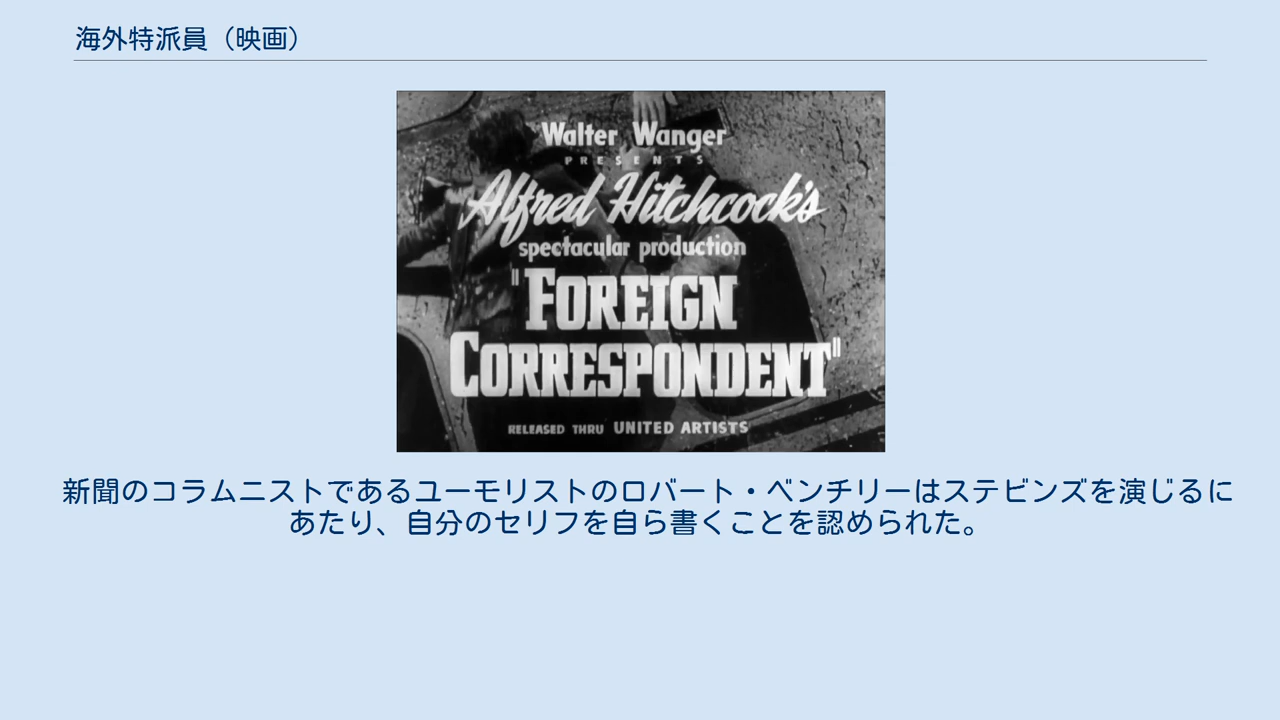 海外特派員（映画）
Walter Wanger
PRESENTS
Alfred Hitchcock's
spectacular production
"FOREIGN
CORRESPONDENT"
RELEASED THRU UNITED ARTISTS
新聞のコラムニストであるユーモリストのロバート・ベンチリーはステビンズを演じるに
あたり、自分のセリフを自ら書くことを認められた。